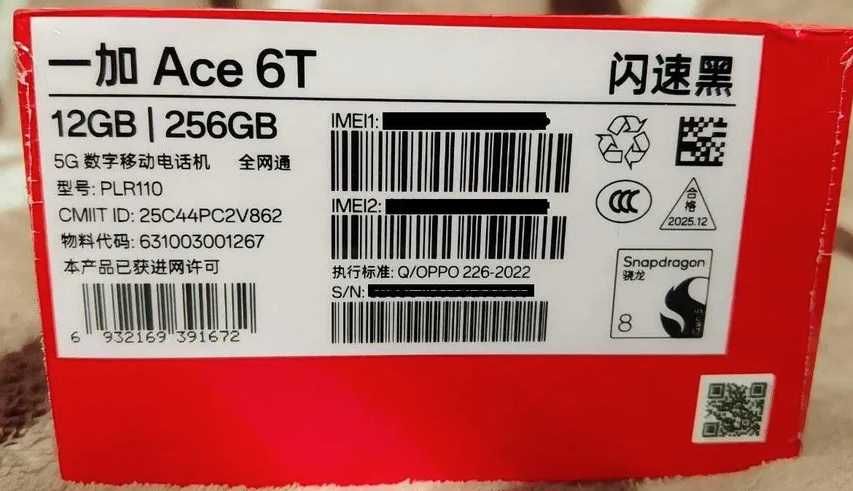 一加 Ace 6T
闪速黑
12GB | 256GB
5G 数字移动电话机 全网通
型号: PLR110
CMIIT ID: 25C44PC2V862
物料代码: 631003001267
本产品已获进网许可
6 932169 391672
IMEI1:
IMEI2:
执行标准: Q/OPPO 226-2022
S/N:
CCC
合格
2025.12
Snapdragon
骁龙
8